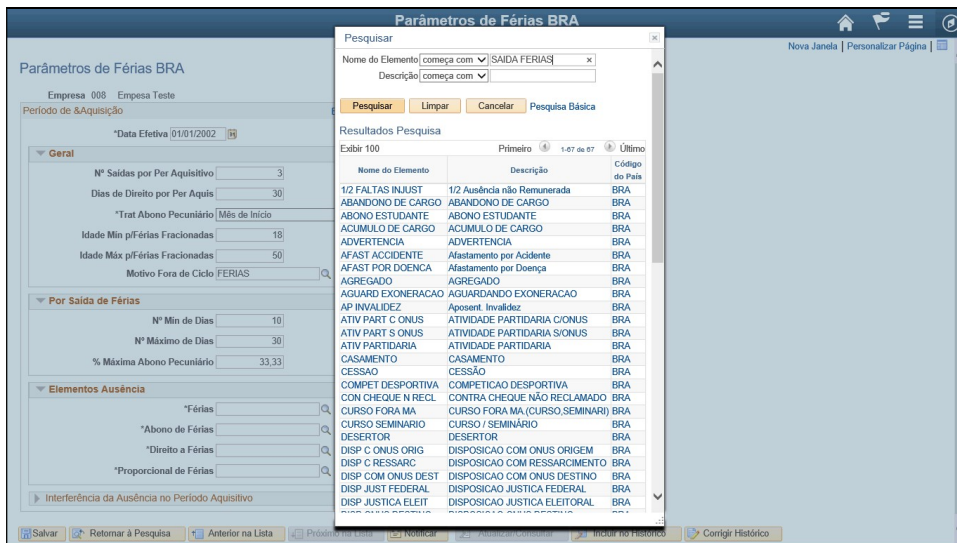 Parâmetros de Férias BRA
Nova Janela | Personalizar Página |
Parâmetros de Férias BRA
Empresa 008 Empesa Teste
Período de &Aquisição
*Data Efetiva 01/01/2002
Geral
Nº Saídas por Per Aquisitivo 3
Dias de Direito por Per Aquis 30
*Trat Abono Pecuniário Mês de Início
Idade Mín p/Férias Fracionadas 18
Idade Máx p/Férias Fracionadas 50
Motivo Fora de Ciclo FERIAS
Por Saída de Férias
Nº Mín de Dias 10
Nº Máximo de Dias 30
% Máxima Abono Pecuniário 33,33
Elementos Ausência
*Férias
*Abono de Férias
*Direito a Férias
*Proporcional de Férias
Interferência da Ausência no Período Aquisitivo
Salvar Retornar à Pesquisa Anterior na Lista Próximo na Lista Notificar Atualizar/Consultar Incluir no Histórico Corrigir Histórico
Pesquisar
Nome do Elemento começa com SAIDA FERIAS
Descrição começa com
Pesquisar Limpar Cancelar Pesquisa Básica
Resultados Pesquisa
Exibir 100 Primeiro 1-67 de 67 Último
Nome do Elemento Descrição Código do País
1/2 FALTAS INJUST 1/2 Ausência não Remunerada BRA
ABANDONO DE CARGO ABANDONO DE CARGO BRA
ABONO ESTUDANTE ABONO ESTUDANTE BRA
ACUMULO DE CARGO ACUMULO DE CARGO BRA
ADVERTENCIA ADVERTENCIA BRA
AFAST ACCIDENTE Afastamento por Acidente BRA
AFAST POR DOENCA Afastamento por Doença BRA
AGREGADO AGREGADO BRA
AGUARD EXONERACAO AGUARDANDO EXONERACAO BRA
AP INVALIDEZ Aposent. Invalidez BRA
ATIV PART C ONUS ATIVIDADE PARTIDARIA C/ONUS BRA
ATIV PART S ONUS ATIVIDADE PARTIDARIA S/ONUS BRA
ATIV PARTIDARIA ATIVIDADE PARTIDARIA BRA
CASAMENTO CASAMENTO BRA
CESSAO CESSÃO BRA
COMPET DESPORTIVA COMPETICAO DESPORTIVA BRA
CON CHEQUE N RECL CONTRA CHEQUE NÃO RECLAMADO BRA
CURSO FORA MA CURSO FORA MA.(CURSO,SEMINARI) BRA
CURSO SEMINARIO CURSO / SEMINÁRIO BRA
DESERTOR DESERTOR BRA
DISP C ONUS ORIG DISPOSICAO COM ONUS ORIGEM BRA
DISP C RESSARC DISPOSICAO COM RESSARCIMENTO BRA
DISP COM ONUS DEST DISPOSICAO COM ONUS DESTINO BRA
DISP JUST FEDERAL DISPOSICAO JUSTICA FEDERAL BRA
DISP JUSTICA ELEIT DISPOSICAO JUSTICA ELEITORAL BRA